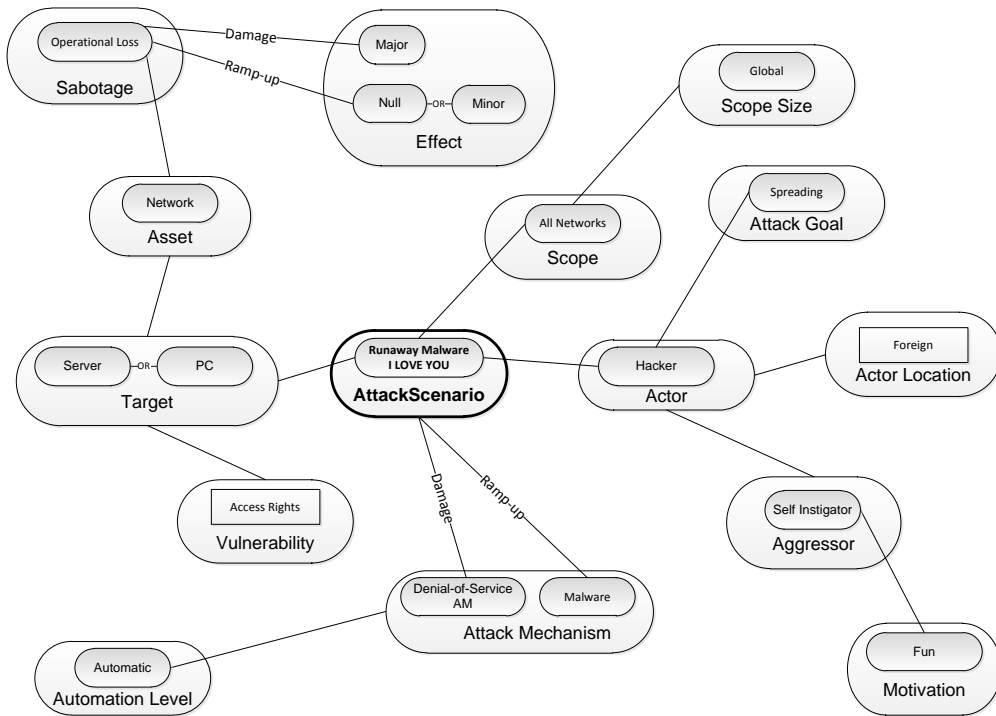 Operational Loss
Sabotage
Damage
Ramp-up
Major
Null
OR
Minor
Effect
Global
Scope Size
Network
Asset
All Networks
Scope
Spreading
Attack Goal
Server
OR
PC
Target
Runaway Malware
I LOVE YOU
AttackScenario
Hacker
Actor
Foreign
Actor Location
Access Rights
Vulnerability
Damage
Ramp-up
Self Instigator
Aggressor
Denial-of-Service
AM
Malware
Attack Mechanism
Automatic
Automation Level
Fun
Motivation